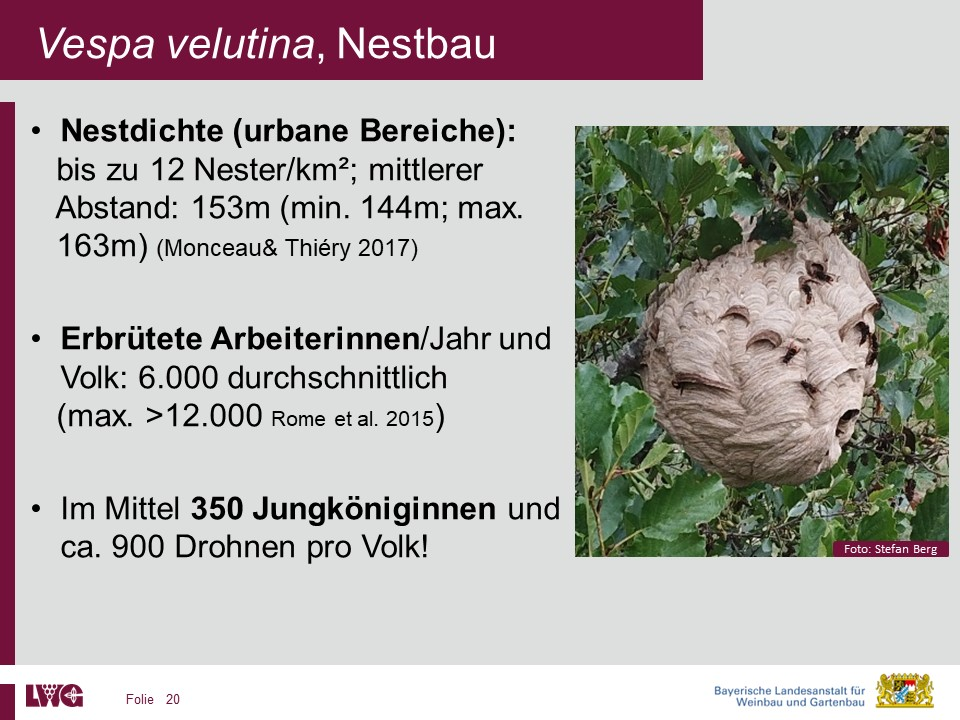 Vespa velutina, Nestbau
• Nestdichte (urbane Bereiche):
bis zu 12 Nester/km²; mittlerer
Abstand: 153m (min. 144m; max.
163m) (Monceau& Thiéry 2017)
• Erbrütete Arbeiterinnen/Jahr und
Volk: 6.000 durchschnittlich
(max. >12.000 Rome et al. 2015)
• Im Mittel 350 Jungköniginnen und
ca. 900 Drohnen pro Volk!
Foto: Stefan Berg
LWG
Folie 20
Bayerische Landesanstalt für
Weinbau und Gartenbau